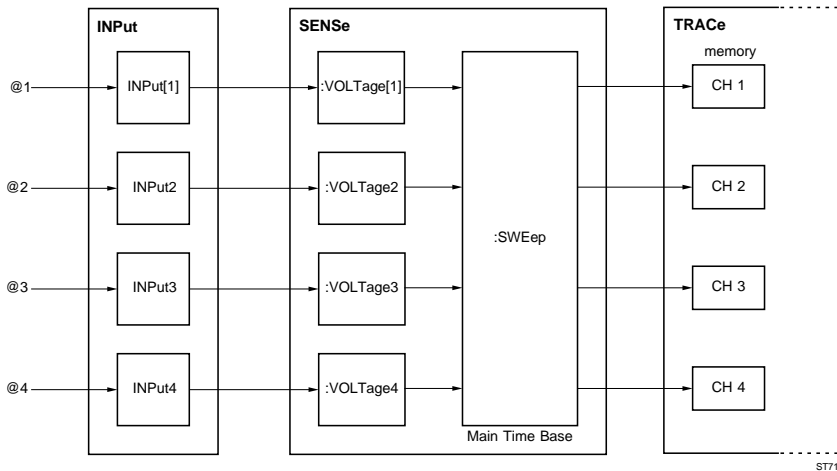 INPut
SENSe
TRACe
memory
@1
INPut[1]
:VOLTage[1]
CH 1
@2
INPut2
:VOLTage2
CH 2
:SWEep
@3
INPut3
:VOLTage3
CH 3
@4
INPut4
:VOLTage4
CH 4
Main Time Base
ST71